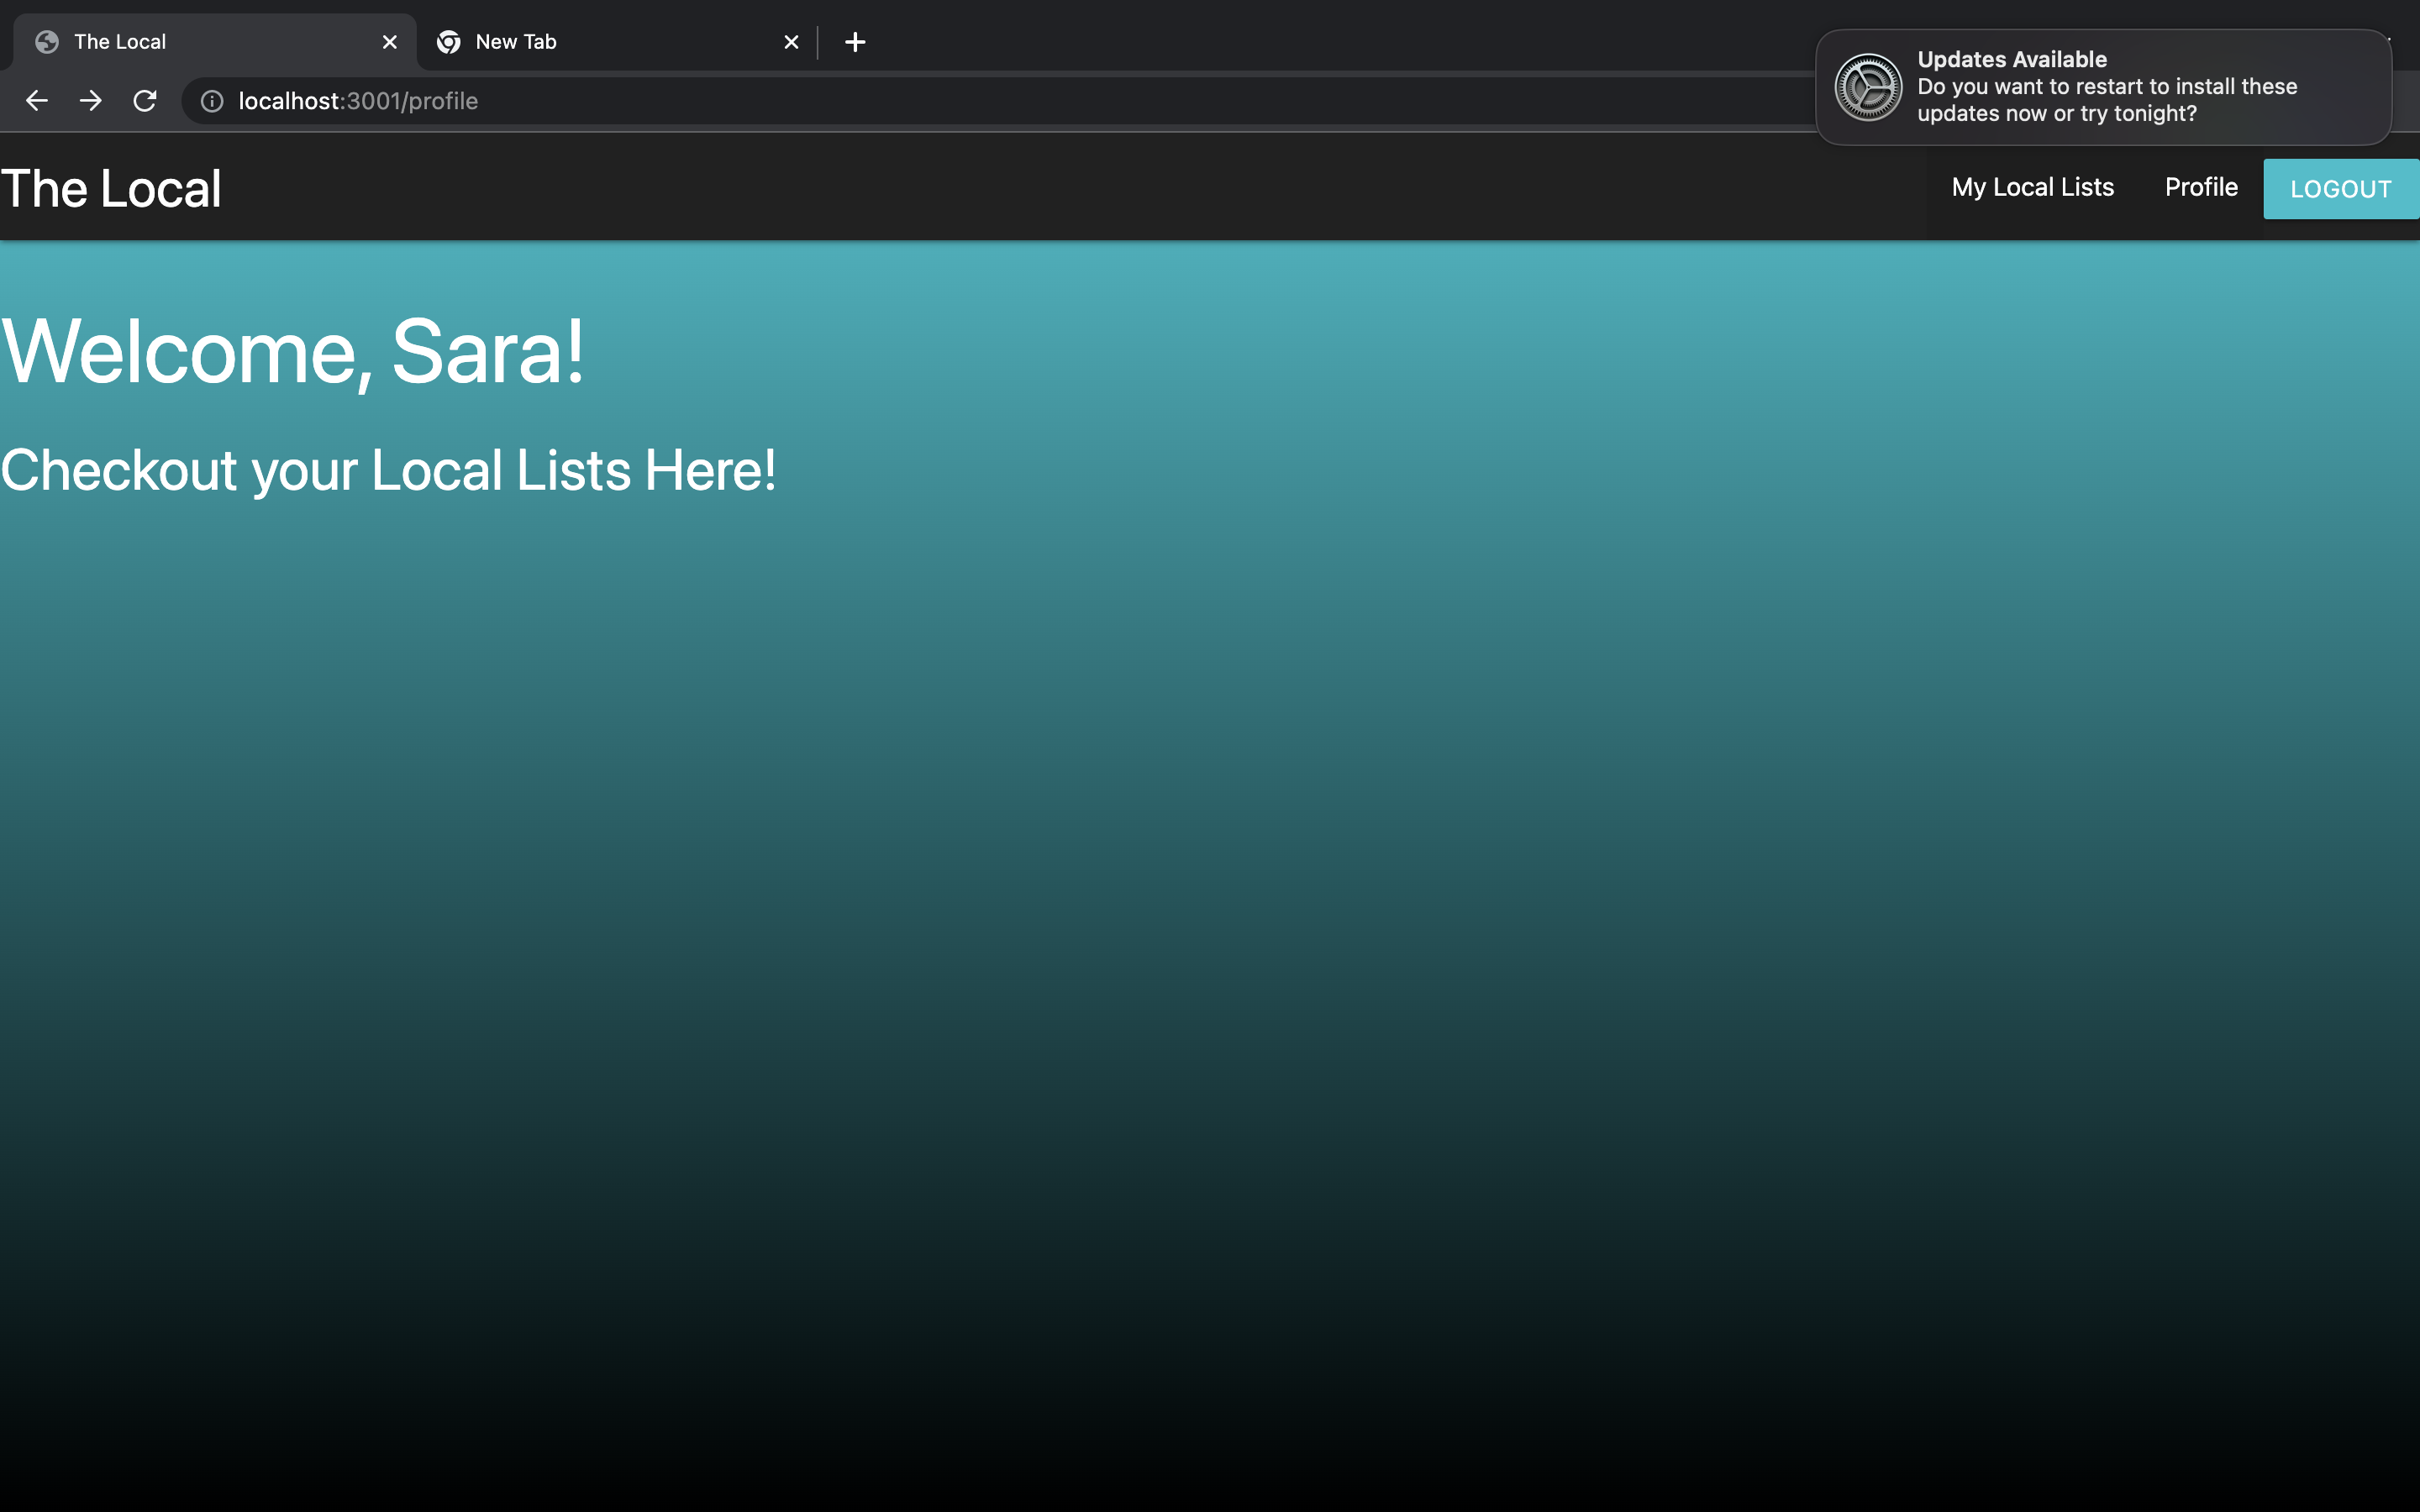 The Local
New Tab
localhost:3001/profile
Updates Available
Do you want to restart to install these
updates now or try tonight?
The Local
My Local Lists
Profile
LOGOUT
Welcome, Sara!
Checkout your Local Lists Here!